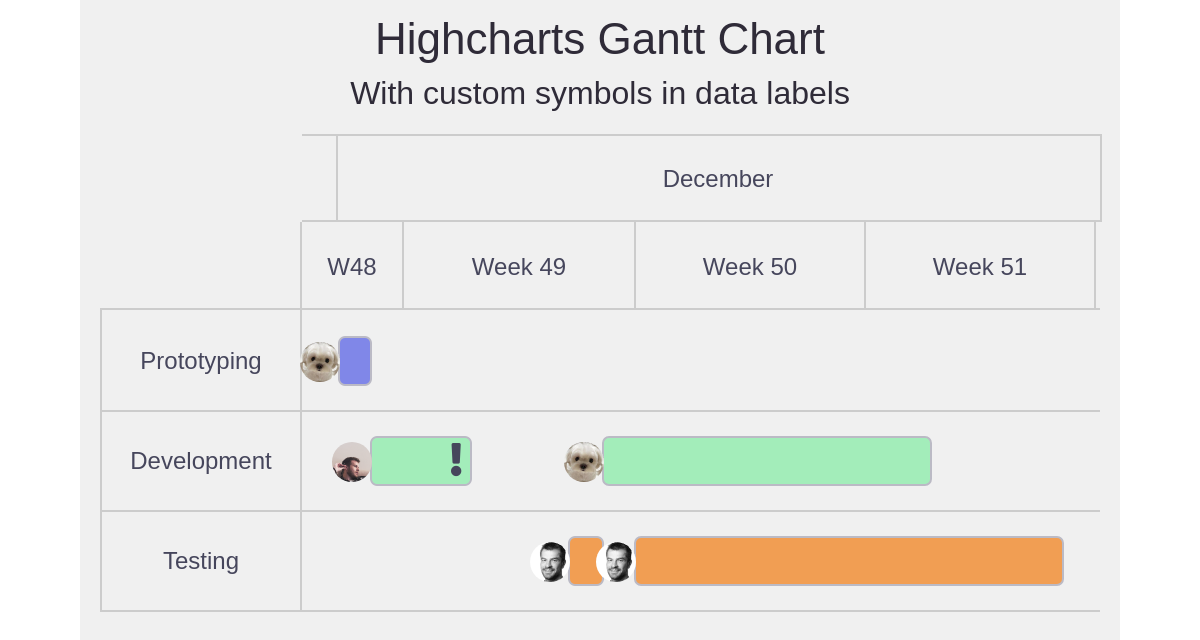 Highcharts Gantt Chart
With custom symbols in data labels
December
W48
Week 49
Week 50
Week 51
Prototyping
Development
!
Testing